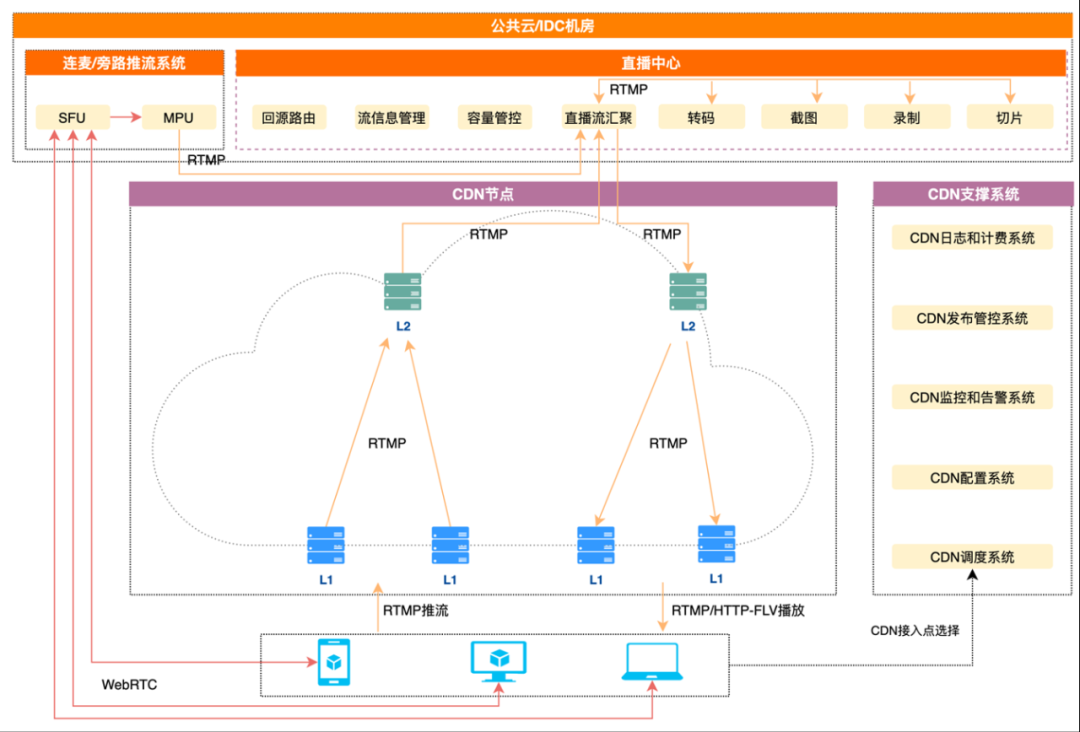 公共云/IDC机房
连麦/旁路推流系统
直播中心
RTMP
SFU
MPU
回源路由
流信息管理
容量管控
直播流汇聚
转码
截图
录制
切片
RTMP
CDN节点
CDN支撑系统
RTMP
RTMP
CDN日志和计费系统
L2
L2
CDN发布管控系统
CDN监控和告警系统
RTMP
RTMP
CDN配置系统
CDN调度系统
L1
L1
L1
L1
RTMP推流
RTMP/HTTP-FLV播放
CDN接入点选择
WebRTC